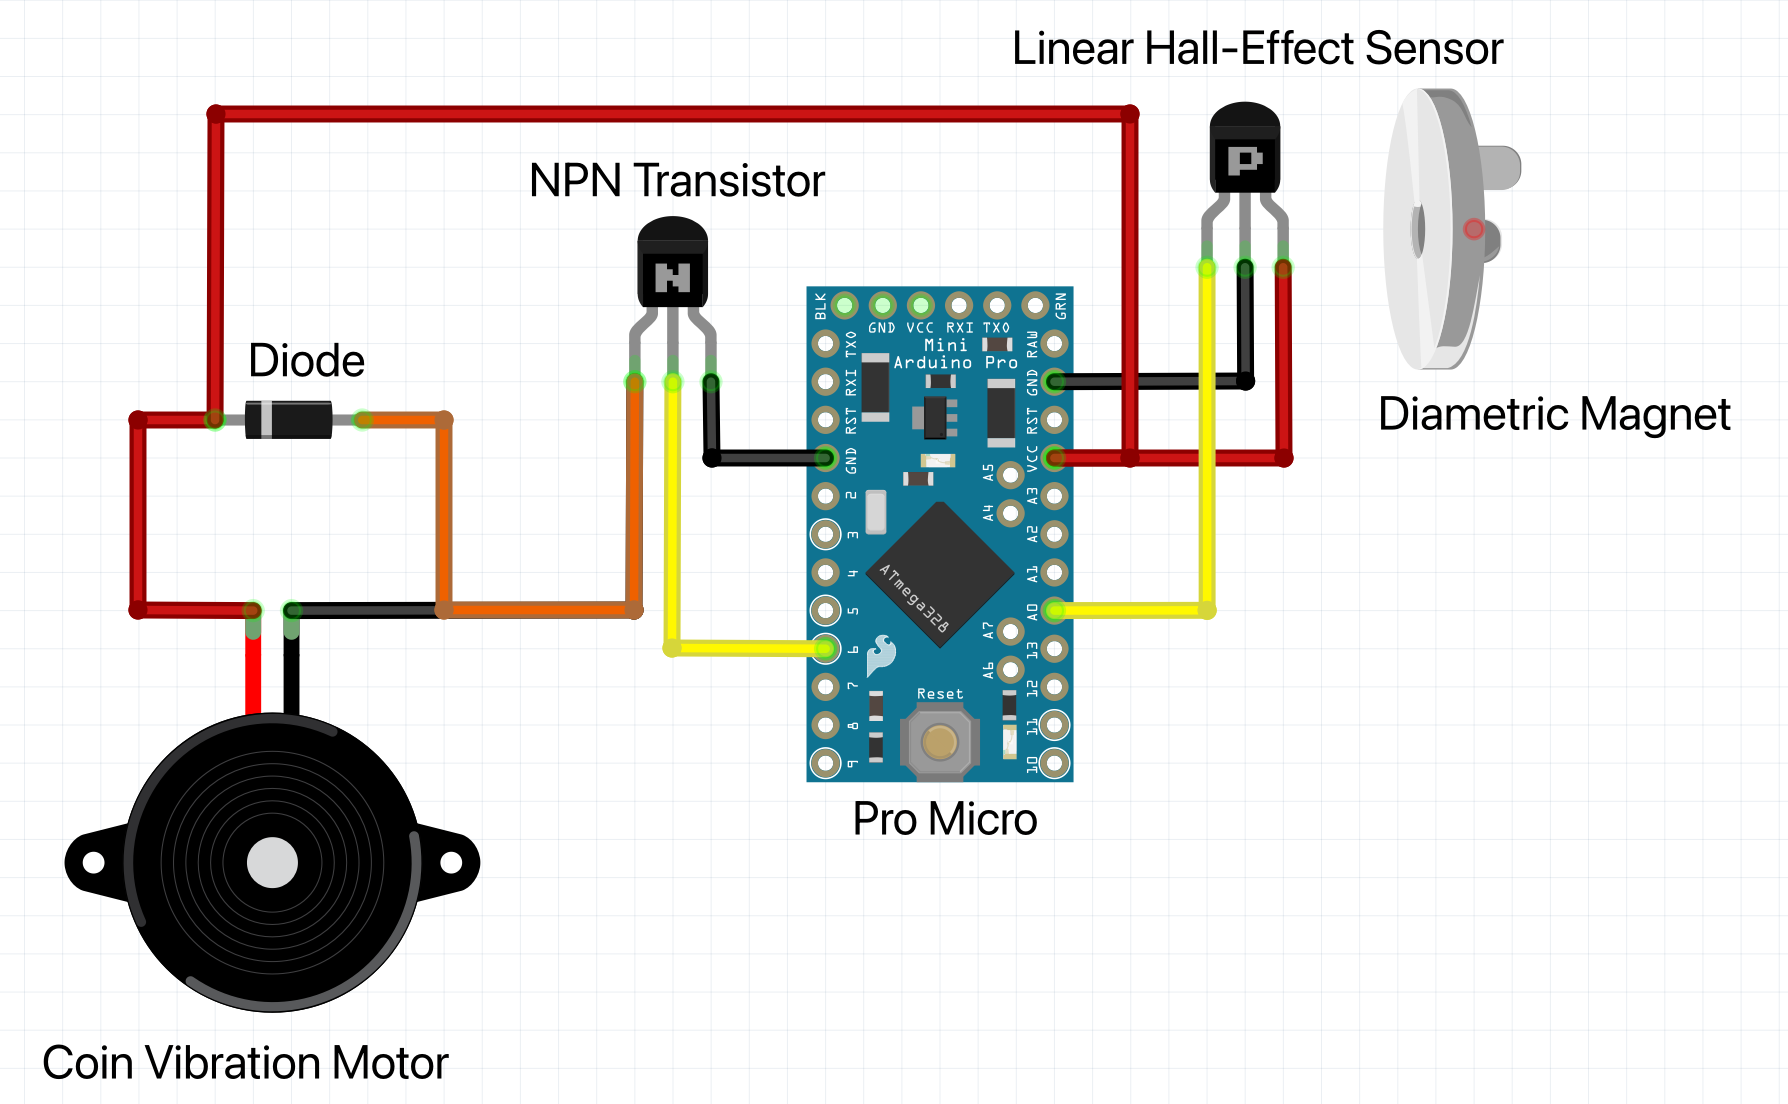 Linear Hall-Effect Sensor
P
NPN Transistor
N
Diode
Diametric Magnet
BLK
GND VCC RXI TXO
GRN
Mini
Arduino Pro
TXO
RXI
RST
GND
2
3
4
5
6
7
8
9
RAW
GND
RST
VCC
A3
A2
A1
A0
13
12
11
10
A5
A4
A7
A6
ATmega328
Reset
Pro Micro
Coin Vibration Motor